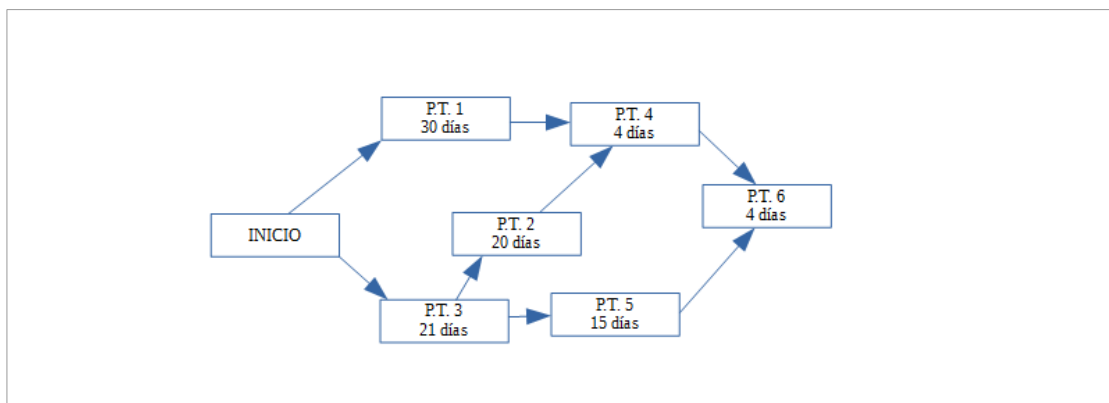 P.T. 1
30 días
P.T. 4
4 días
P.T. 6
4 días
INICIO
P.T. 2
20 días
P.T. 3
21 días
P.T. 5
15 días